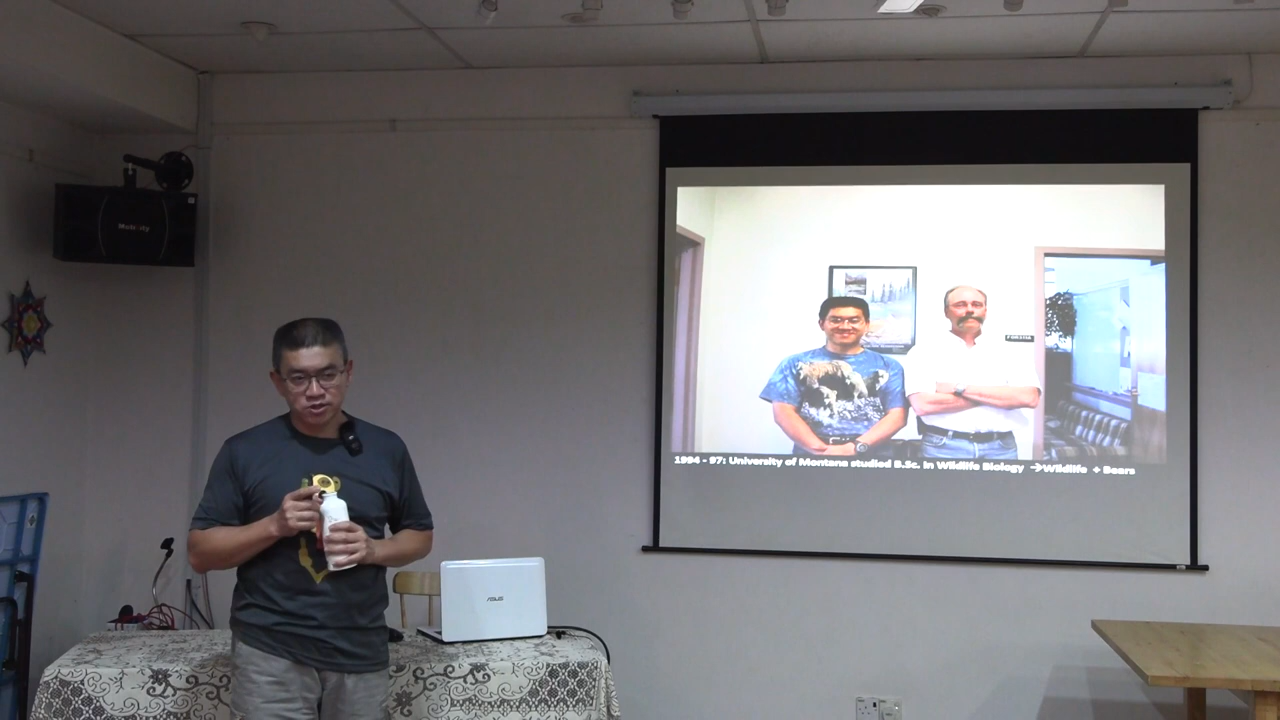 ASUS
1994 - 97: University of Montana studied B.Sc. in Wildlife Biology →Wildlife + Bears